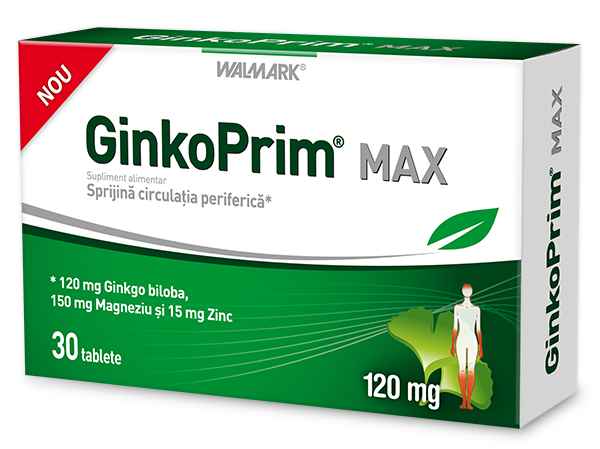 NOU
GinkoPrim® MAX
WALMARK®
GinkoPrim® MAX
Supliment alimentar
Sprijină circulația periferică*
* 120 mg Ginkgo biloba,
150 mg Magneziu și 15 mg Zinc
30 tablete
120 mg
GinkoPrim® MAX